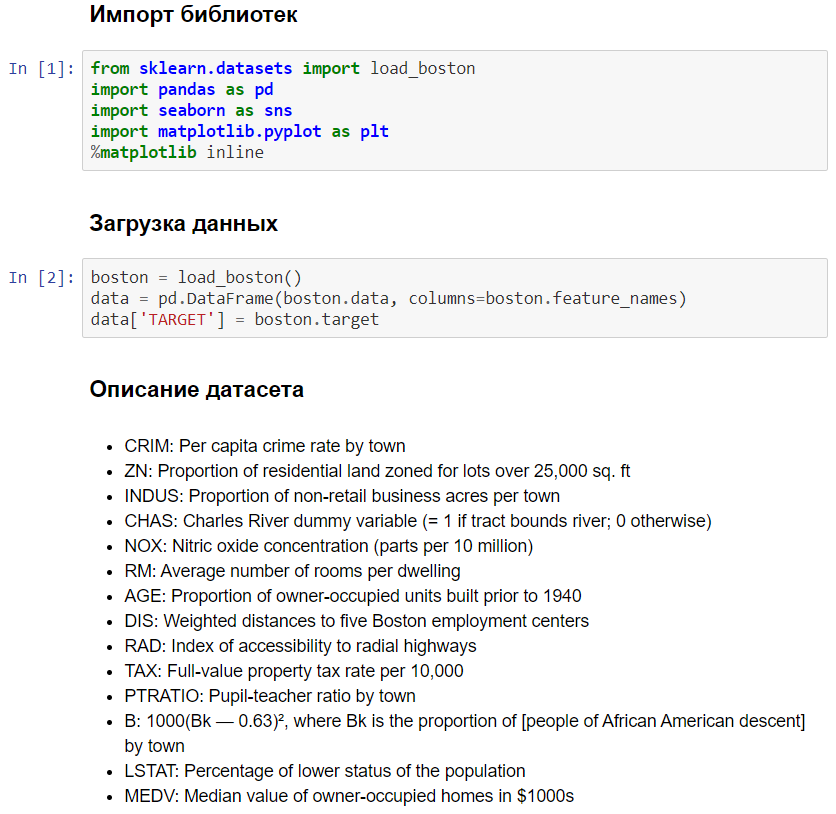 Импорт библиотек
In [1]: from sklearn.datasets import load_boston
import pandas as pd
import seaborn as sns
import matplotlib.pyplot as plt
%matplotlib inline
Загрузка данных
In [2]: boston = load_boston()
data = pd.DataFrame(boston.data, columns=boston.feature_names)
data['TARGET'] = boston.target
Описание датасета
• CRIM: Per capita crime rate by town
• ZN: Proportion of residential land zoned for lots over 25,000 sq. ft
• INDUS: Proportion of non-retail business acres per town
• CHAS: Charles River dummy variable (= 1 if tract bounds river; 0 otherwise)
• NOX: Nitric oxide concentration (parts per 10 million)
• RM: Average number of rooms per dwelling
• AGE: Proportion of owner-occupied units built prior to 1940
• DIS: Weighted distances to five Boston employment centers
• RAD: Index of accessibility to radial highways
• TAX: Full-value property tax rate per 10,000
• PTRATIO: Pupil-teacher ratio by town
• B: 1000(Bk — 0.63)², where Bk is the proportion of [people of African American descent]
by town
• LSTAT: Percentage of lower status of the population
• MEDV: Median value of owner-occupied homes in $1000s